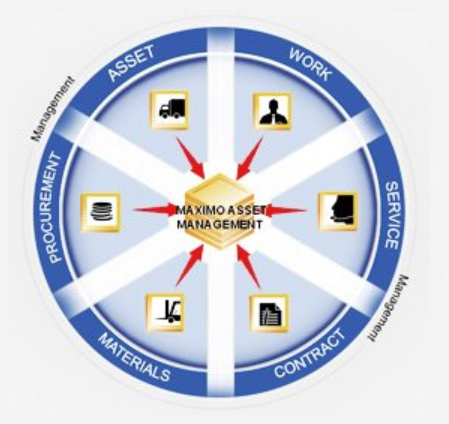 ASSET
WORK
Management
PROCUREMENT
SERVICE
MAXIMO ASSET
MANAGEMENT
Management
MATERIALS
CONTRACT